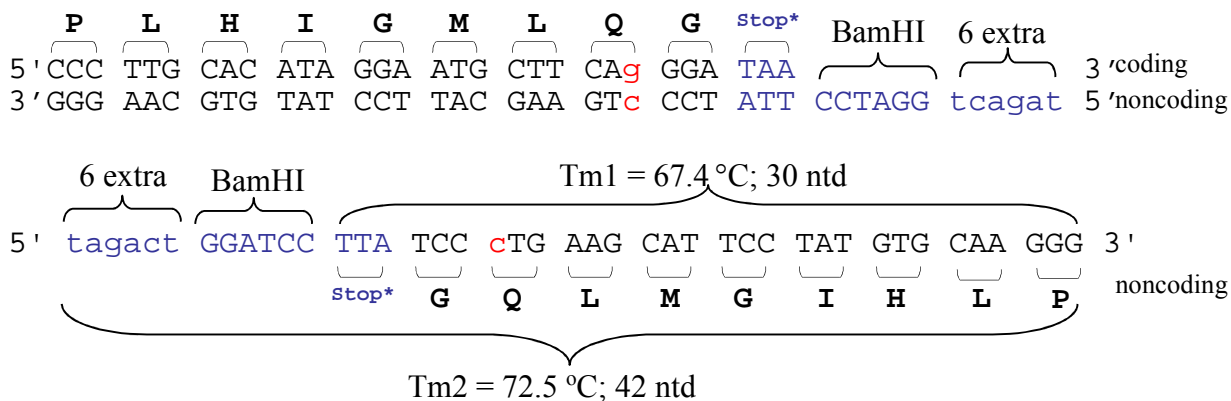 P L H I G M L Q G Stop* BamHI 6 extra
5'CCC TTG CAC ATA GGA ATG CTT CAg GGA TAA 3'coding
3'GGG AAC GTG TAT CCT TAC GAA GTc CCT ATT CCTAGG tcagat 5'noncoding
6 extra BamHI Tm1 = 67.4 °C; 30 ntd
5' tagact GGATCC TTA TCC cTG AAG CAT TCC TAT GTG CAA GGG 3'
Stop* G Q L M G I H L P noncoding
Tm2 = 72.5 °C; 42 ntd